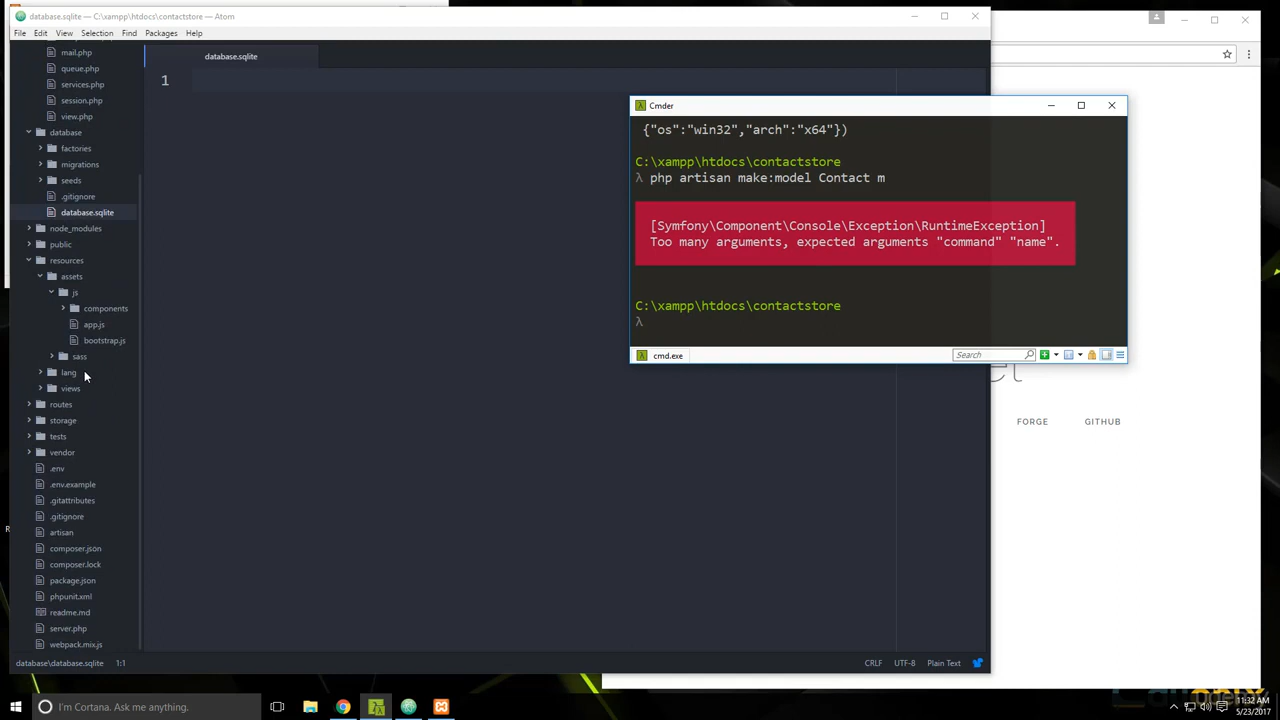 database.sqlite — C:\xampp\htdocs\contactstore — Atom
File Edit View Selection Find Packages Help
mail.php
queue.php
services.php
session.php
view.php
database
factories
migrations
seeds
.gitignore
database.sqlite
node_modules
public
resources
assets
js
components
app.js
bootstrap.js
sass
lang
views
routes
storage
tests
vendor
.env
.env.example
.gitattributes
.gitignore
artisan
composer.json
composer.lock
package.json
phpunit.xml
readme.md
server.php
webpack.mix.js
database.sqlite
1
Cmder
{"os":"win32","arch":"x64"})
C:\xampp\htdocs\contactstore
λ php artisan make:model Contact m
[Symfony\Component\Console\Exception\RuntimeException]
Too many arguments, expected arguments "command" "name".
C:\xampp\htdocs\contactstore
λ
cmd.exe
Search
FORGE GITHUB
database\database.sqlite 1:1
CRLF UTF-8 Plain Text
I'm Cortana. Ask me anything.
11:32 AM
5/23/2017